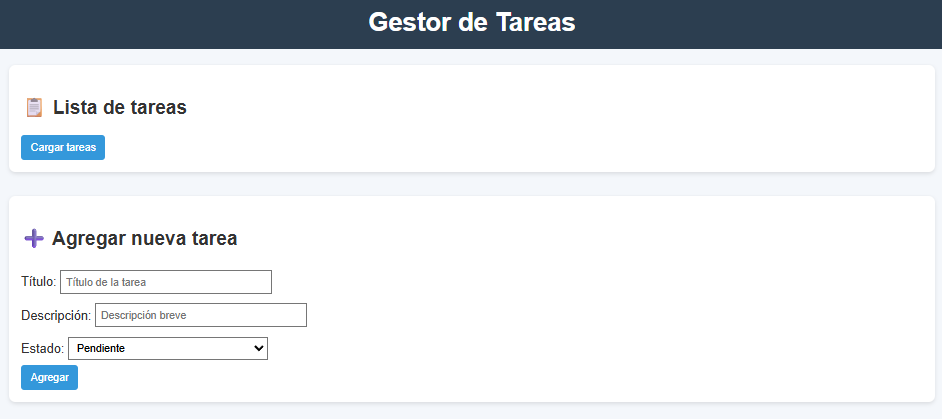 Gestor de Tareas
Lista de tareas
Cargar tareas
Agregar nueva tarea
Título: Título de la tarea
Descripción: Descripción breve
Estado: Pendiente
Agregar